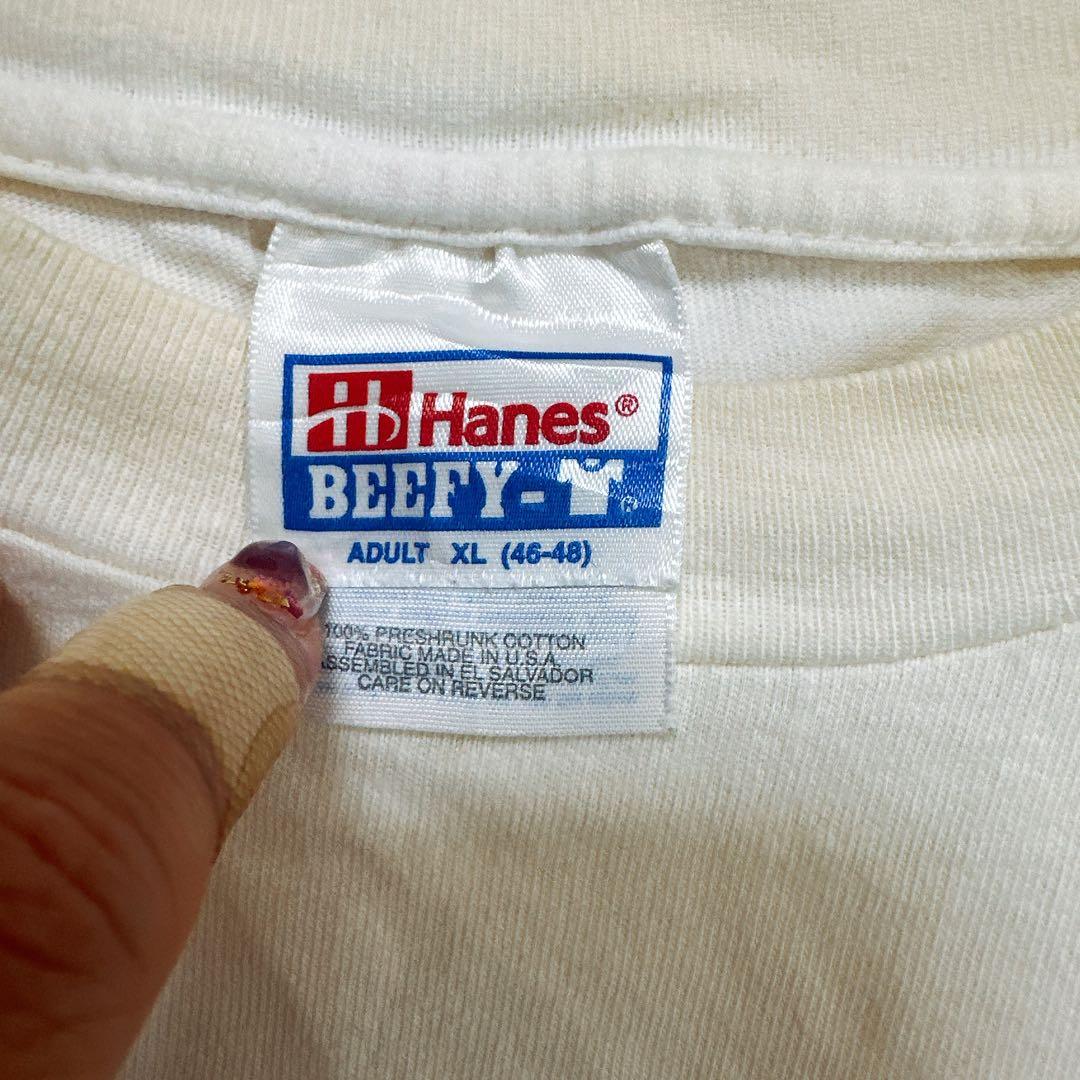 Hanes®
BEEFY-T®
ADULT XL (46-48)
100% PRESHRUNK COTTON
FABRIC MADE IN U.S.A.
ASSEMBLED IN EL SALVADOR
CARE ON REVERSE